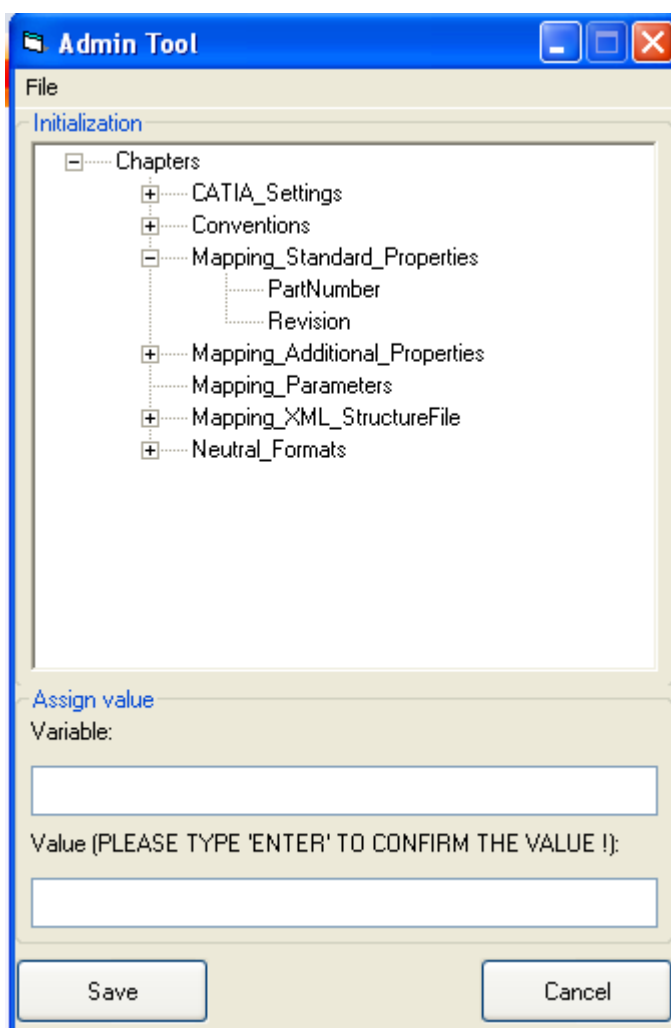 Admin Tool
File
Initialization
Chapters
CATIA_Settings
Conventions
Mapping_Standard_Properties
PartNumber
Revision
Mapping_Additional_Properties
Mapping_Parameters
Mapping_XML_StructureFile
Neutral_Formats
Assign value
Variable:
Value (PLEASE TYPE 'ENTER' TO CONFIRM THE VALUE !):
Save Cancel